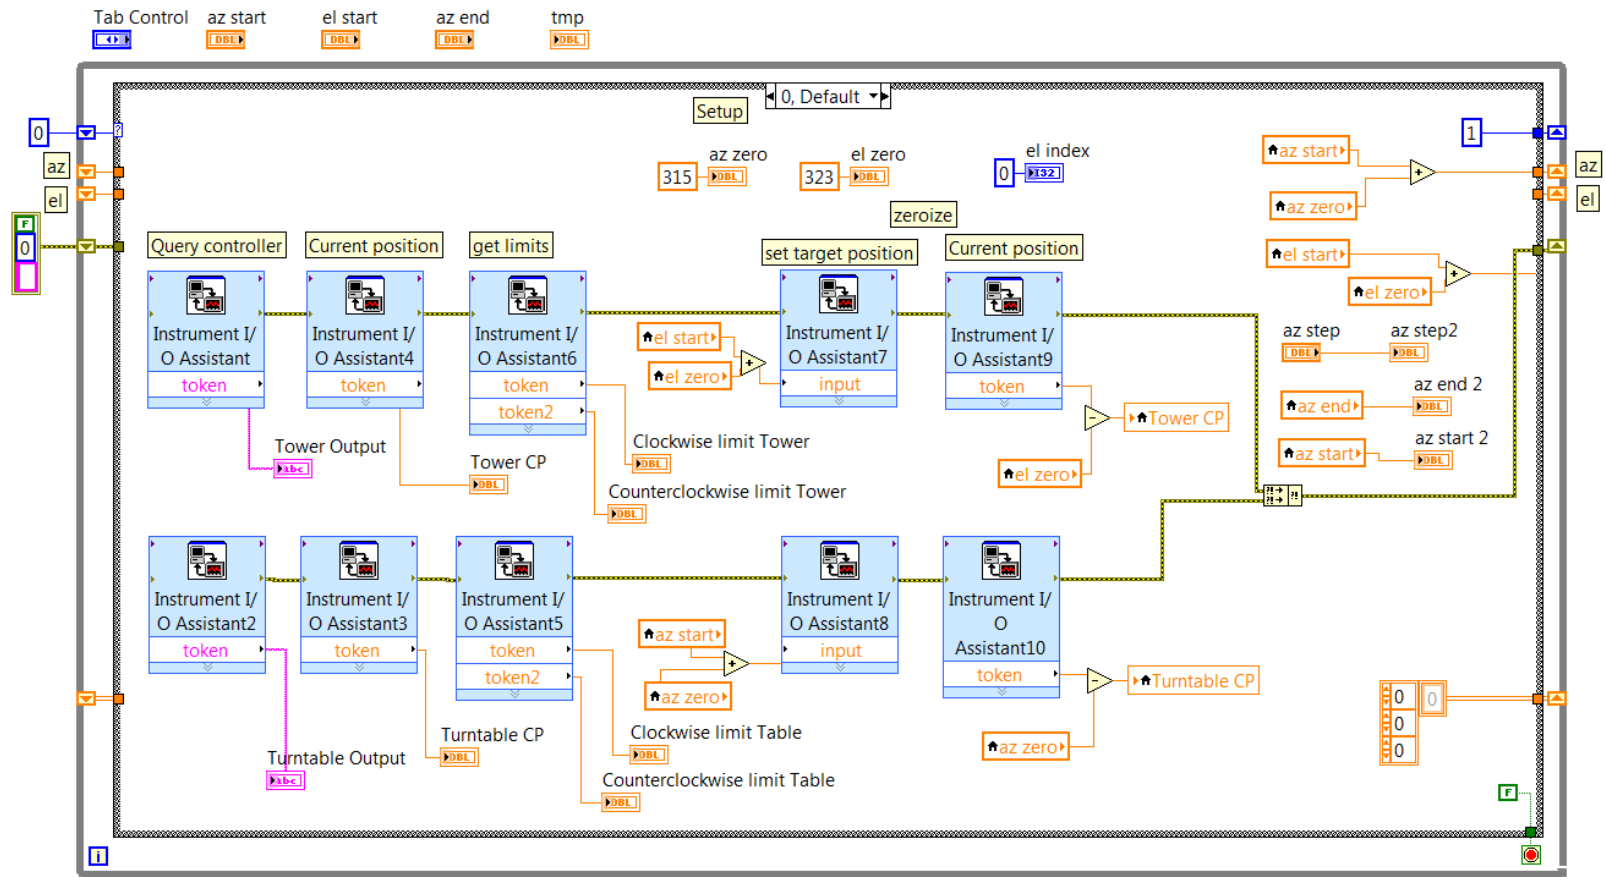 Tab Control az start el start az end tmp
DBL DBL DBL DBL
0, Default
Setup
0 ? 1
az zero el zero el index
315 DBL 323 DBL 0 I32
az start
az az
el az zero el
zeroize
F
0
Query controller Current position get limits set target position Current position
el start
el zero
Instrument I/ Instrument I/ Instrument I/ Instrument I/ Instrument I/
O Assistant O Assistant4 O Assistant6 O Assistant7 O Assistant9
token token token input token
token2
el start
el zero
az step az step2
DBL DBL
az end az end 2
DBL
az start az start 2
DBL
Tower CP
el zero
Tower Output
abc
Tower CP
DBL
Clockwise limit Tower
DBL
Counterclockwise limit Tower
DBL
?! ?! ?!
Instrument I/ Instrument I/ Instrument I/ Instrument I/ Instrument I/
O Assistant2 O Assistant3 O Assistant5 O Assistant8 O
Assistant10
token token token input token
token2
az start
az zero
Turntable CP
az zero
0 0
0
0
Turntable Output
abc
Turntable CP
DBL
Clockwise limit Table
DBL
Counterclockwise limit Table
DBL
F
i